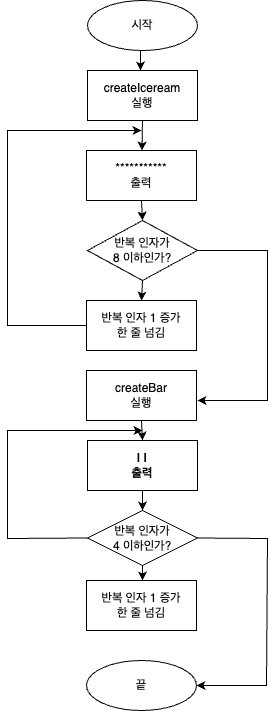 시작
createIceream
실행
***********
출력
반복 인자가
8 이하인가?
반복 인자 1 증가
한 줄 넘김
createBar
실행
| |
출력
반복 인자가
4 이하인가?
반복 인자 1 증가
한 줄 넘김
끝